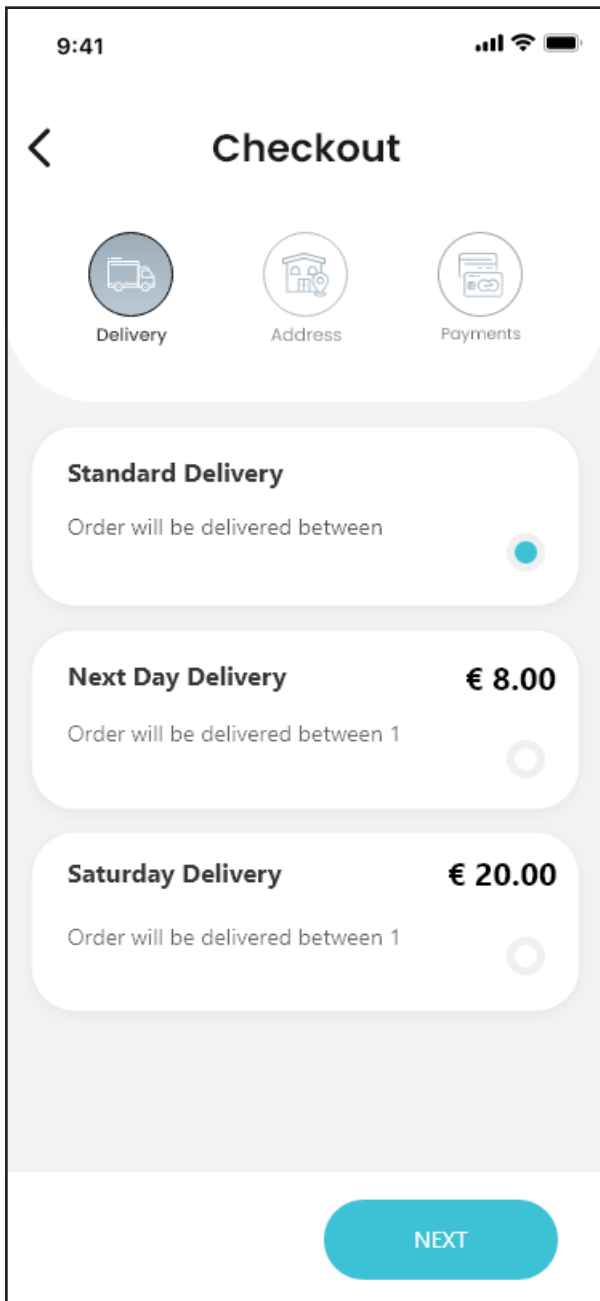 9:41
Checkout
Delivery Address Payments
Standard Delivery
Order will be delivered between
Next Day Delivery € 8.00
Order will be delivered between 1
Saturday Delivery € 20.00
Order will be delivered between 1
NEXT